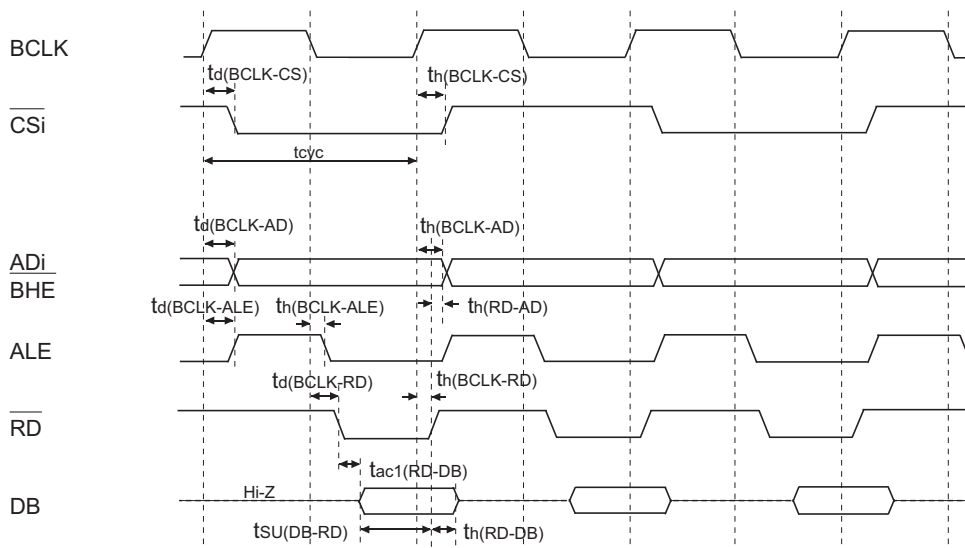 BCLK
td(BCLK-CS)
th(BCLK-CS)
CSi
tcyc
td(BCLK-AD)
th(BCLK-AD)
ADi
BHE
td(BCLK-ALE)
th(BCLK-ALE)
th(RD-AD)
ALE
td(BCLK-RD)
th(BCLK-RD)
RD
tac1(RD-DB)
Hi-Z
DB
tSU(DB-RD)
th(RD-DB)